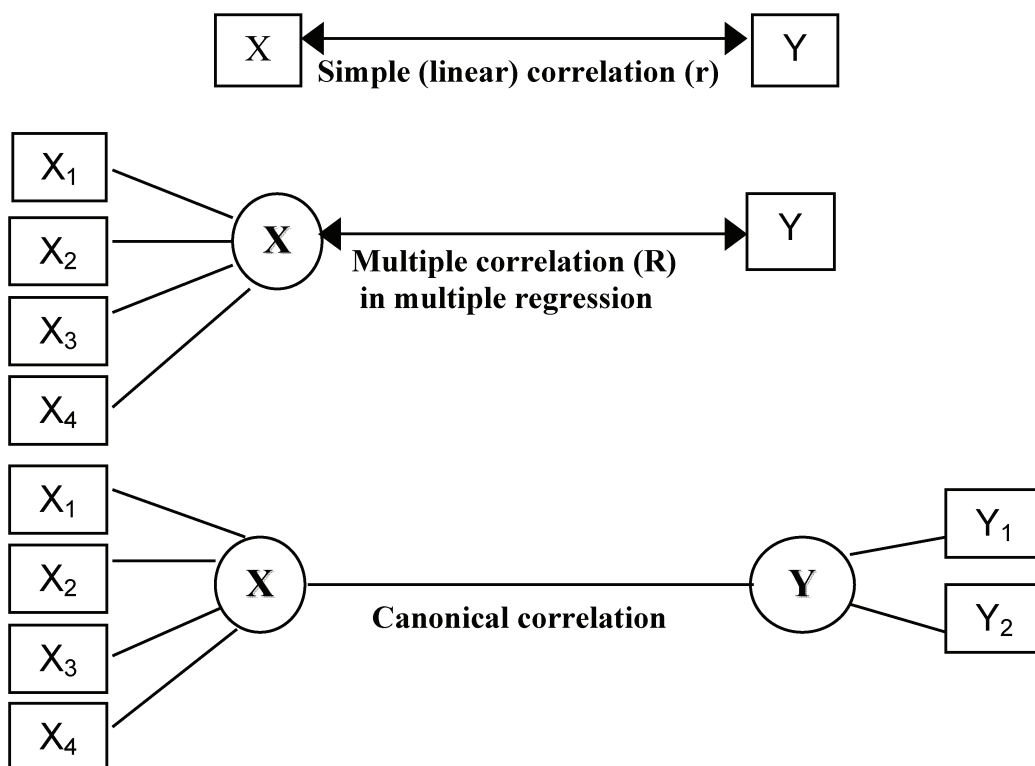 X
Y
Simple (linear) correlation (r)
X₁
X₂
X₃
X₄
X
Y
Multiple correlation (R)
in multiple regression
X₁
X₂
X₃
X₄
X
Y
Canonical correlation
Y₁
Y₂